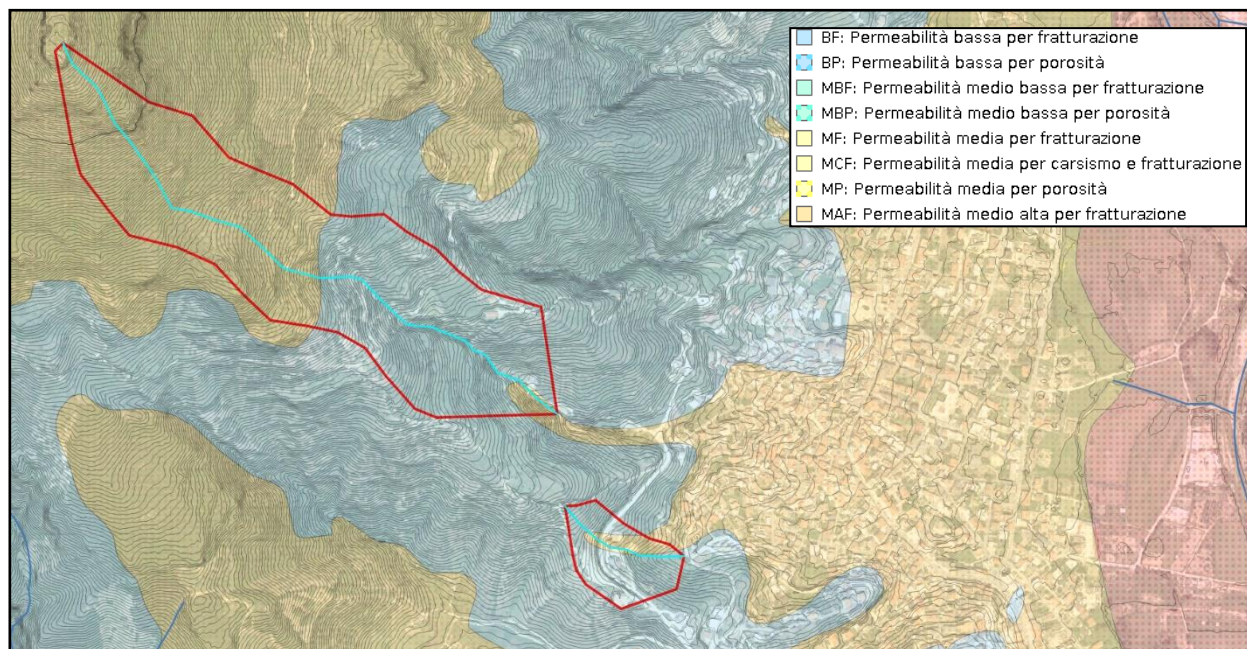 BF: Permeabilità bassa per fratturazione
BP: Permeabilità bassa per porosità
MBF: Permeabilità medio bassa per fratturazione
MBP: Permeabilità medio bassa per porosità
MF: Permeabilità media per fratturazione
MCF: Permeabilità media per carsismo e fratturazione
MP: Permeabilità media per porosità
MAF: Permeabilità medio alta per fratturazione